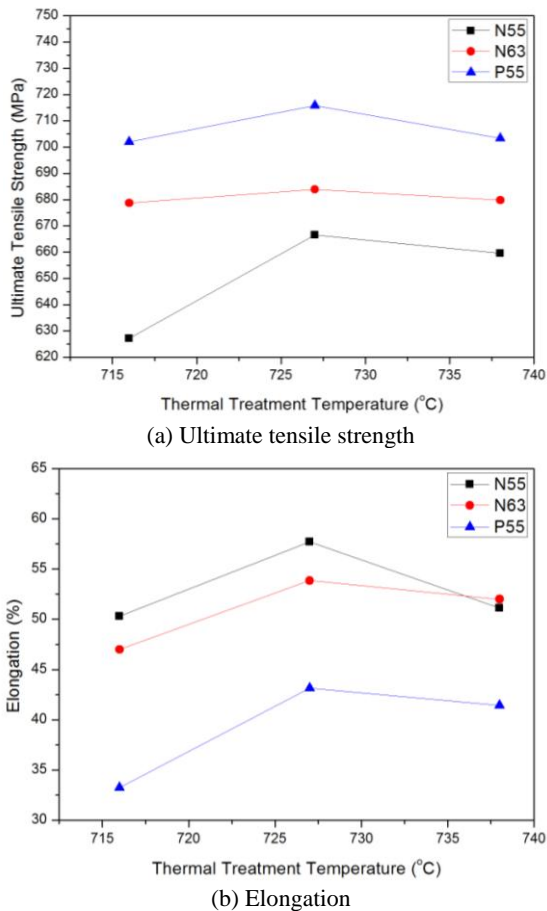 750
740
730
720
710
700
690
680
670
660
650
640
630
620
Ultimate Tensile Strength (MPa)
N55
N63
P55
715 720 725 730 735 740
Thermal Treatment Temperature (°C)
(a) Ultimate tensile strength
65
60
55
50
45
40
35
30
Elongation (%)
N55
N63
P55
715 720 725 730 735 740
Thermal Treatment Temperature (°C)
(b) Elongation